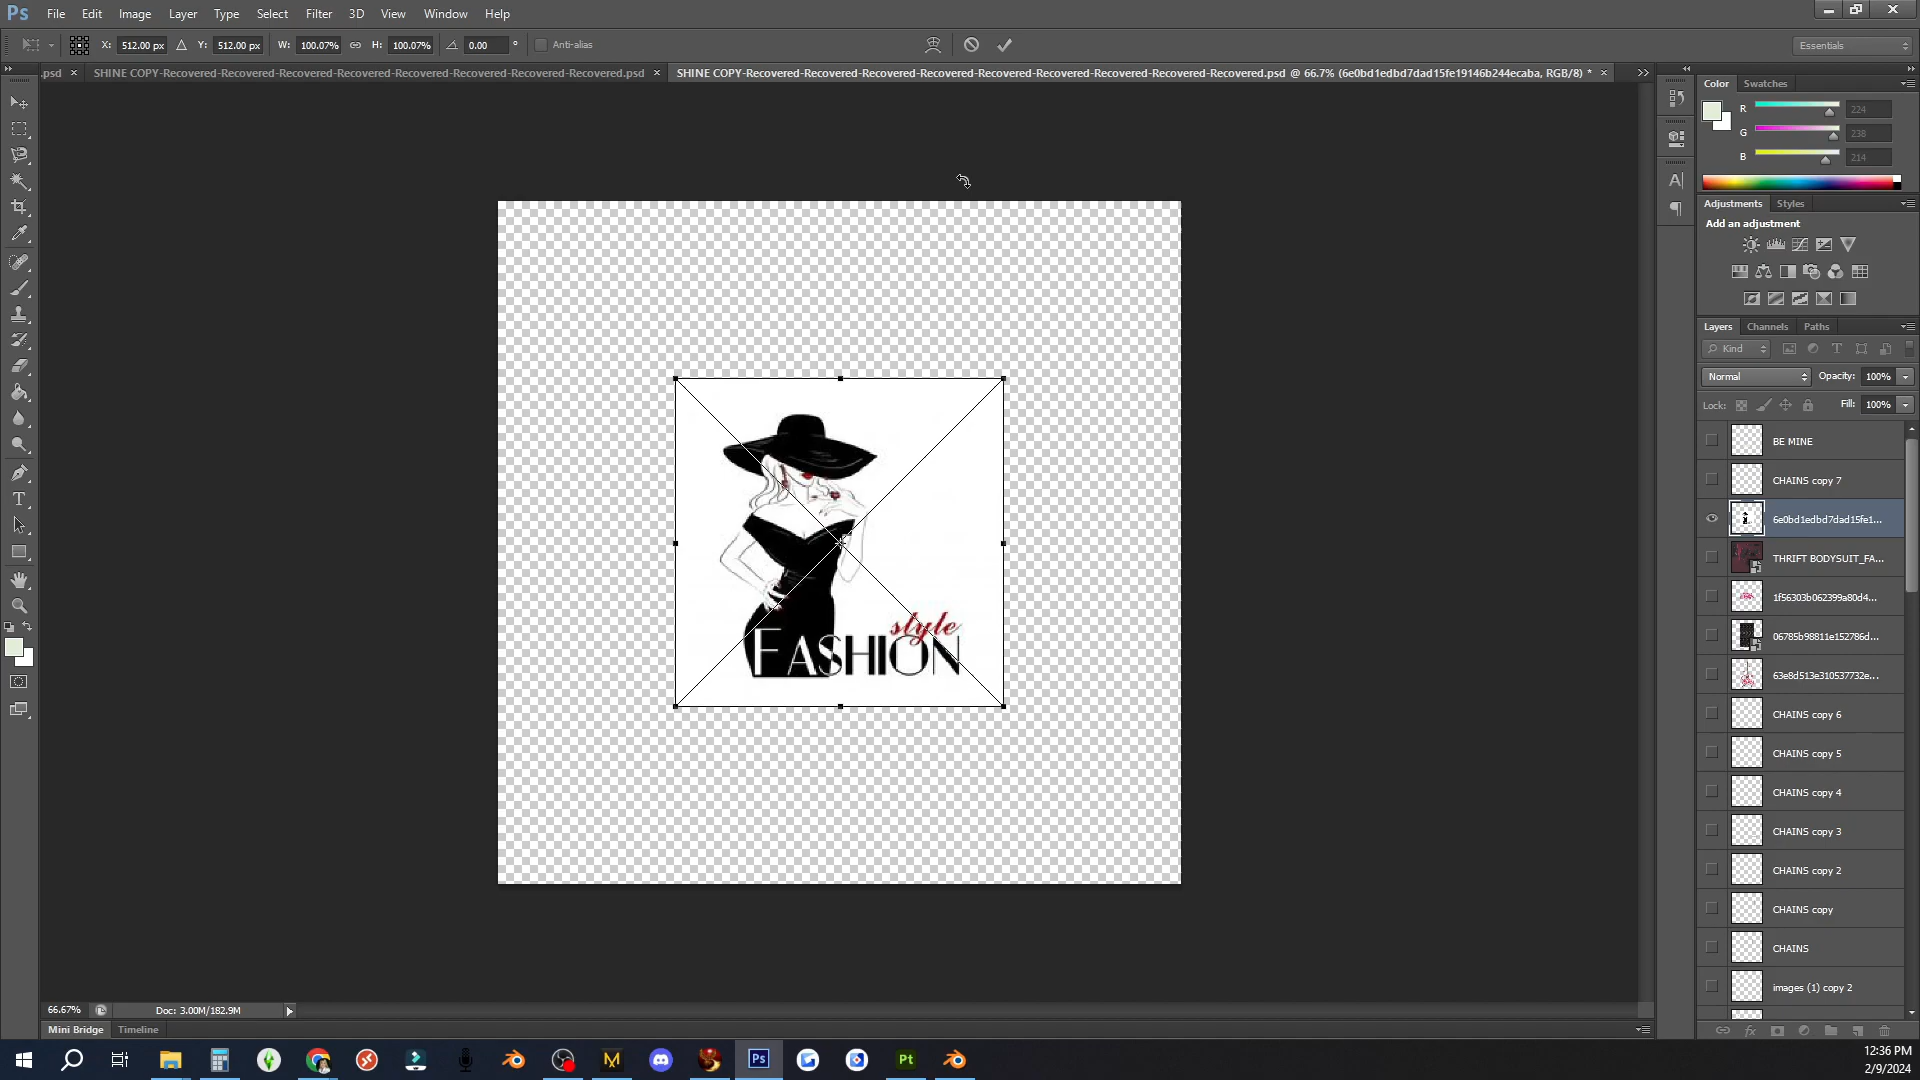 Ps File Edit Image Layer Type Select Filter 3D View Window Help
X: 512.00 px Y: 512.00 px W: 100.07% H: 100.07% 0.00 ° Anti-alias Essentials
.psd × SHINE COPY-Recovered-Recovered-Recovered-Recovered-Recovered-Recovered-Recovered-Recovered.psd × SHINE COPY-Recovered-Recovered-Recovered-Recovered-Recovered-Recovered-Recovered-Recovered-Recovered.psd @ 66.7% (6e0bd1edbd7dad15fe19146b244ecaba, RGB/8) * ×
Color Swatches
R 224
G 238
B 214
Adjustments Styles
Add an adjustment
Layers Channels Paths
Kind
Normal Opacity: 100%
Lock: Fill: 100%
BE MINE
CHAINS copy 7
6e0bd1edbd7dad15fe1...
THRIFT BODYSUIT_FA...
1f56303b062399a80d4...
06785b98811e152786d...
63e8d513e310537732e...
CHAINS copy 6
CHAINS copy 5
CHAINS copy 4
CHAINS copy 3
CHAINS copy 2
CHAINS copy
CHAINS
images (1) copy 2
style
FASHION
66.67% Doc: 3.00M/182.9M
Mini Bridge Timeline
Ps Pt
12:36 PM
2/9/2024